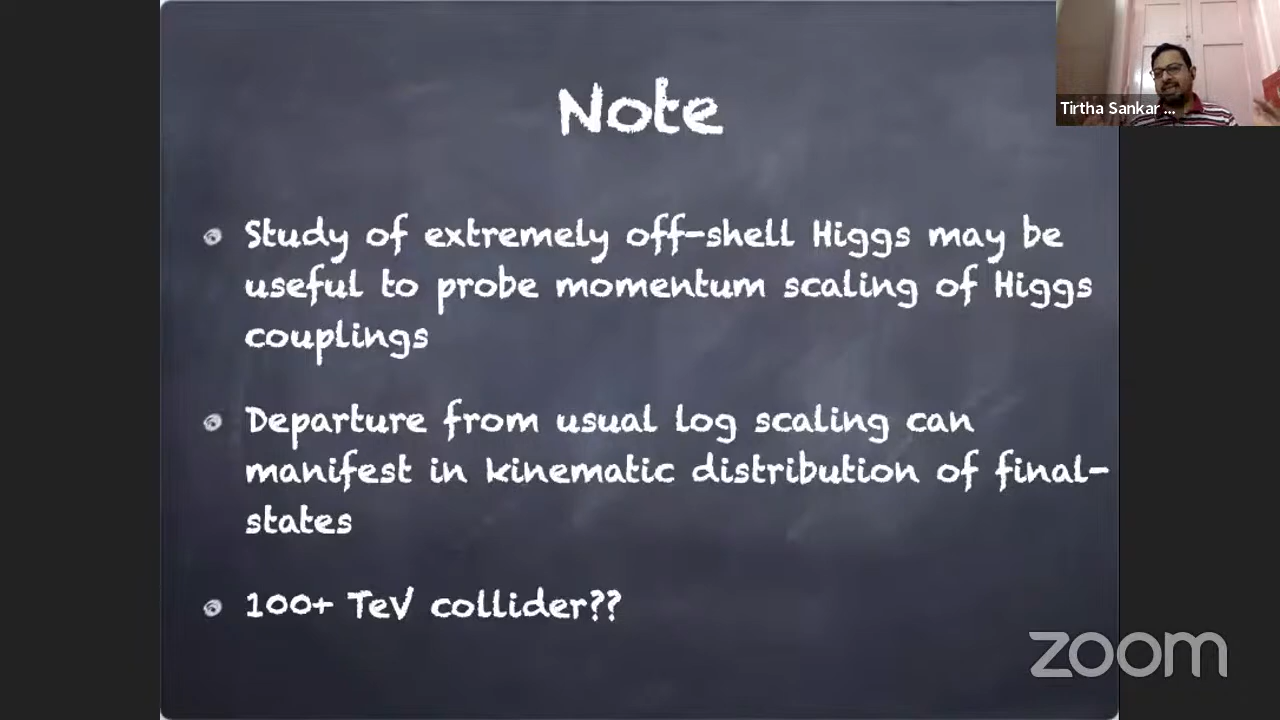 Note
Tirtha Sankar ...
Study of extremely off-shell Higgs may be
useful to probe momentum scaling of Higgs
couplings
Departure from usual log scaling can
manifest in kinematic distribution of final-
states
100+ TeV collider??
zoom